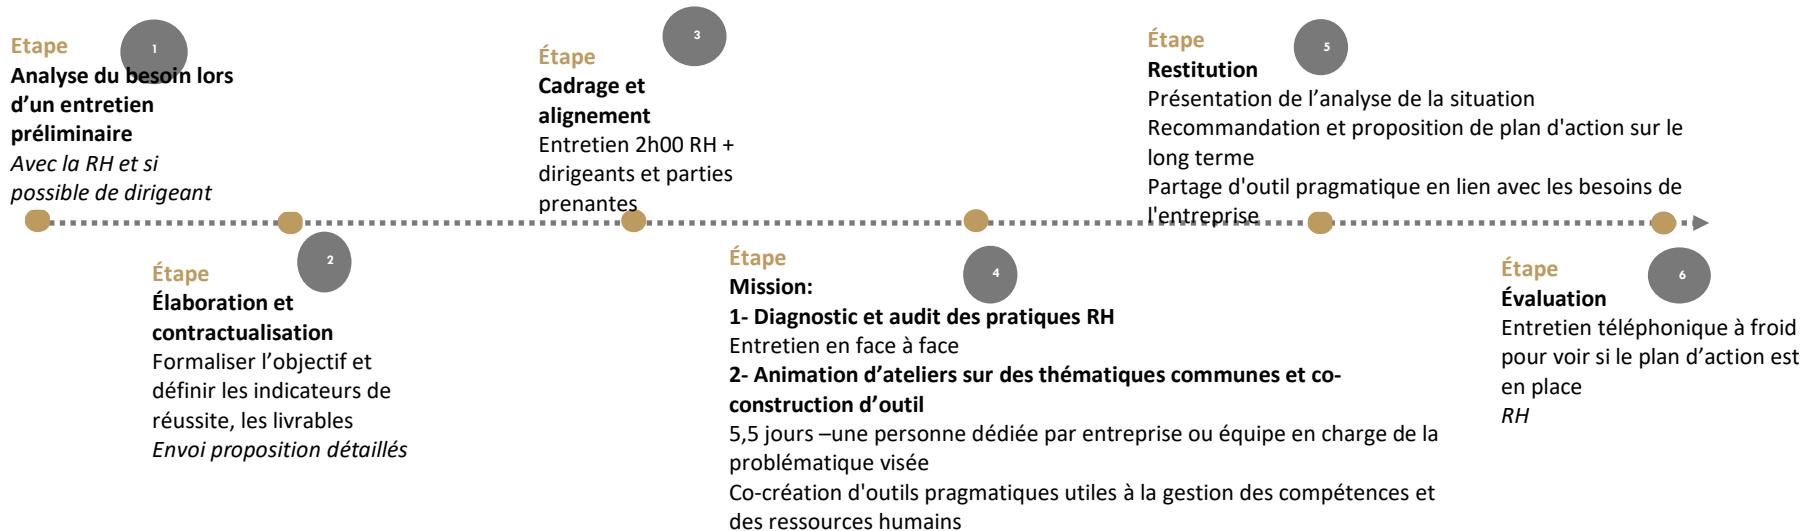 Etape
1
Analyse du besoin lors
d’un entretien
préliminaire
Avec la RH et si
possible de dirigeant
Étape
2
Élaboration et
contractualisation
Formaliser l’objectif et
définir les indicateurs de
réussite, les livrables
Envoi proposition détaillés
Étape
3
Cadrage et
alignement
Entretien 2h00 RH +
dirigeants et parties
prenantes
Étape
4
Mission:
1- Diagnostic et audit des pratiques RH
Entretien en face à face
2- Animation d’ateliers sur des thématiques communes et co-
construction d’outil
5,5 jours –une personne dédiée par entreprise ou équipe en charge de la
problématique visée
Co-création d'outils pragmatiques utiles à la gestion des compétences et
des ressources humains
Étape
5
Restitution
Présentation de l’analyse de la situation
Recommandation et proposition de plan d'action sur le
long terme
Partage d'outil pragmatique en lien avec les besoins de
l'entreprise
Étape
6
Évaluation
Entretien téléphonique à froid
pour voir si le plan d’action est
en place
RH